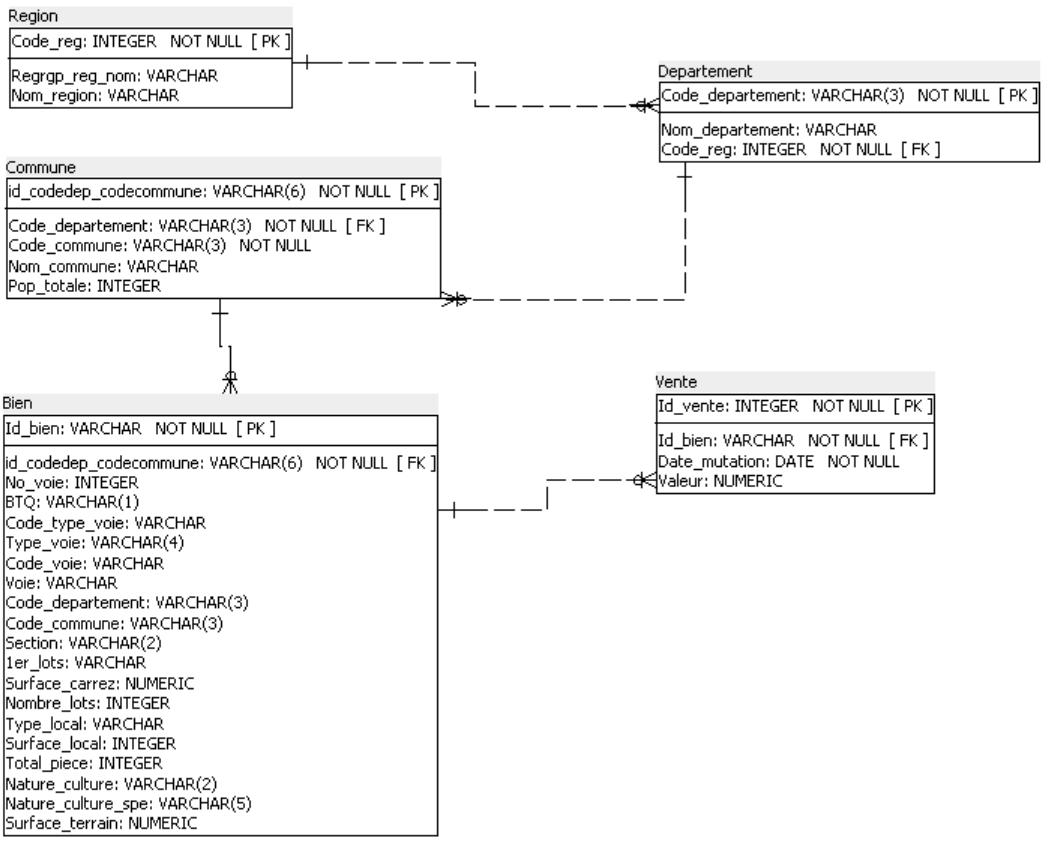 Region
Code_reg: INTEGER NOT NULL [ PK ]
Regrgp_reg_nom: VARCHAR
Nom_region: VARCHAR
Departement
Code_departement: VARCHAR(3) NOT NULL [ PK ]
Nom_departement: VARCHAR
Code_reg: INTEGER NOT NULL [ FK ]
Commune
id_codedep_codecommune: VARCHAR(6) NOT NULL [ PK ]
Code_departement: VARCHAR(3) NOT NULL [ FK ]
Code_commune: VARCHAR(3) NOT NULL
Nom_commune: VARCHAR
Pop_totale: INTEGER
Bien
Id_bien: VARCHAR NOT NULL [ PK ]
id_codedep_codecommune: VARCHAR(6) NOT NULL [ FK ]
No_voie: INTEGER
BTQ: VARCHAR(1)
Code_type_voie: VARCHAR
Type_voie: VARCHAR(4)
Code_voie: VARCHAR
Voie: VARCHAR
Code_departement: VARCHAR(3)
Code_commune: VARCHAR(3)
Section: VARCHAR(2)
1er_lots: VARCHAR
Surface_carrez: NUMERIC
Nombre_lots: INTEGER
Type_local: VARCHAR
Surface_local: INTEGER
Total_piece: INTEGER
Nature_culture: VARCHAR(2)
Nature_culture_spe: VARCHAR(5)
Surface_terrain: NUMERIC
Vente
Id_vente: INTEGER NOT NULL [ PK ]
Id_bien: VARCHAR NOT NULL [ FK ]
Date_mutation: DATE NOT NULL
Valeur: NUMERIC